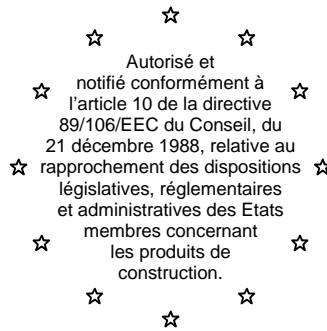 Autorisé et
notifié conformément à
l'article 10 de la directive
89/106/EEC du Conseil, du
21 décembre 1988, relative au
rapprochement des dispositions
législatives, réglementaires
et administratives des Etats
membres concernant
les produits de
construction.